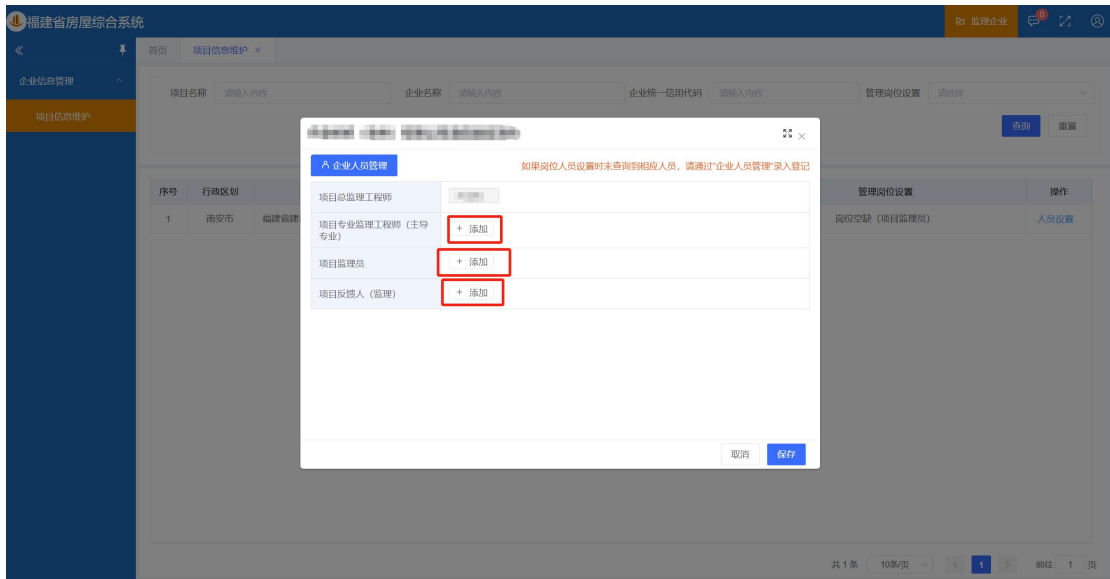 福建省房屋综合系统
监理企业
0
首页 项目信息维护 ×
企业信息管理
项目信息维护
项目名称 请输入内容 企业名称 请输入内容 企业统一信用代码 请输入内容 管理岗位设置 请选择
查询 重置
企业人员管理
如果岗位人员设置时未查询到相应人员，请通过"企业人员管理"录入登记
序号 行政区划 管理岗位设置 操作
1 南安市 福建省建 岗位空缺（项目监理员） 人员设置
项目总监理工程师
项目专业监理工程师（主导
专业）
+ 添加
项目监理员 + 添加
项目反馈人（监理） + 添加
取消 保存
共1条 10条/页 1 前往 1 页